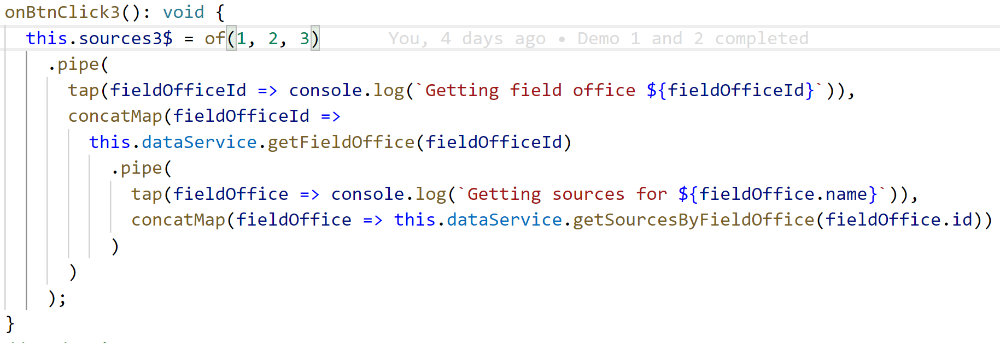 onBtnClick3(): void {
this.sources3$ = of(1, 2, 3) You, 4 days ago • Demo 1 and 2 completed
.pipe(
tap(fieldOfficeId => console.log(`Getting field office ${fieldOfficeId}`)),
concatMap(fieldOfficeId =>
this.dataService.getFieldOffice(fieldOfficeId)
.pipe(
tap(fieldOffice => console.log(`Getting sources for ${fieldOffice.name}`)),
concatMap(fieldOffice => this.dataService.getSourcesByFieldOffice(fieldOffice.id))
)
)
);
}